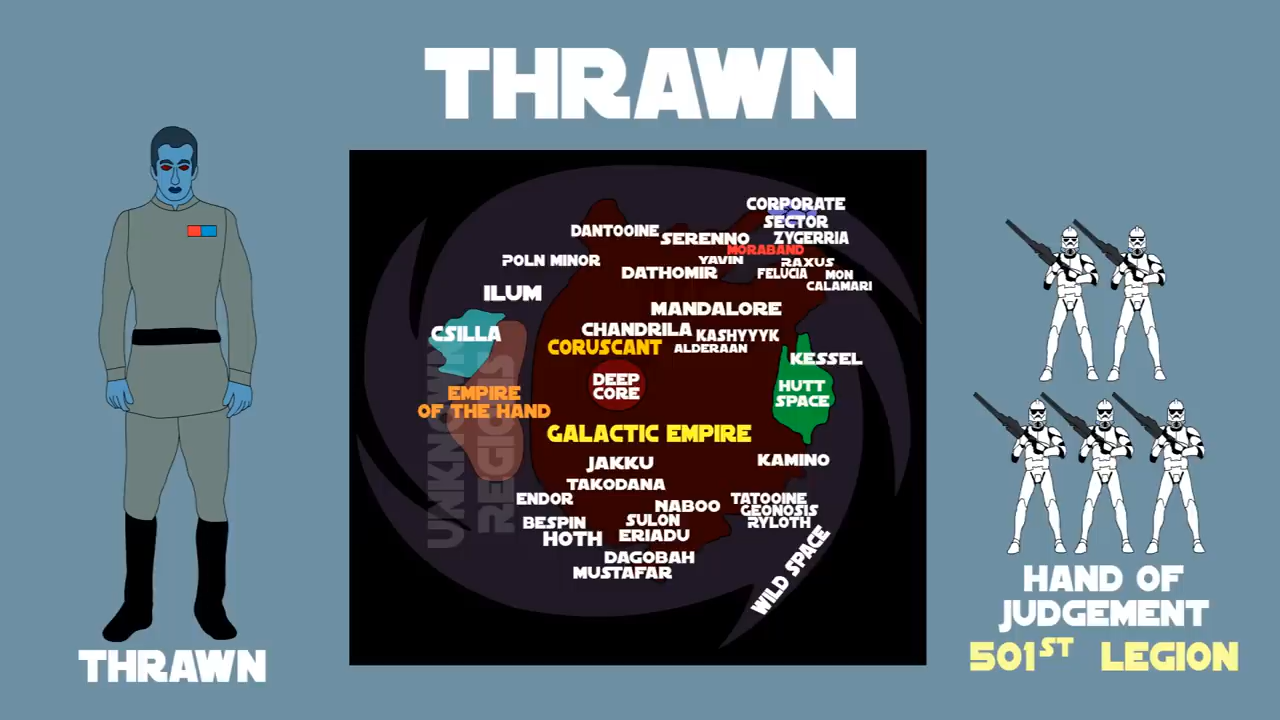 THRAWN
CORPORATE
SECTOR
DANTOOINE
SERENNO
ZYGERRIA
MORABAND
POLN MINOR
YAVIN
RAXUS
DATHOMIR
FELUCIA
MON
CALAMARI
ILUM
MANDALORE
CSILLA
CHANDRILA
KASHYYYK
CORUSCANT
ALDERAAN
KESSEL
DEEP
CORE
HUTT
SPACE
EMPIRE
OF THE HAND
UNKNOWN
REGIONS
GALACTIC EMPIRE
JAKKU
KAMINO
TAKODANA
ENDOR
NABOO
TATOOINE
GEONOSIS
BESPIN
SULON
RYLOTH
HOTH
ERIADU
DAGOBAH
MUSTAFAR
WILD SPACE
THRAWN
HAND OF
JUDGEMENT
501ST LEGION